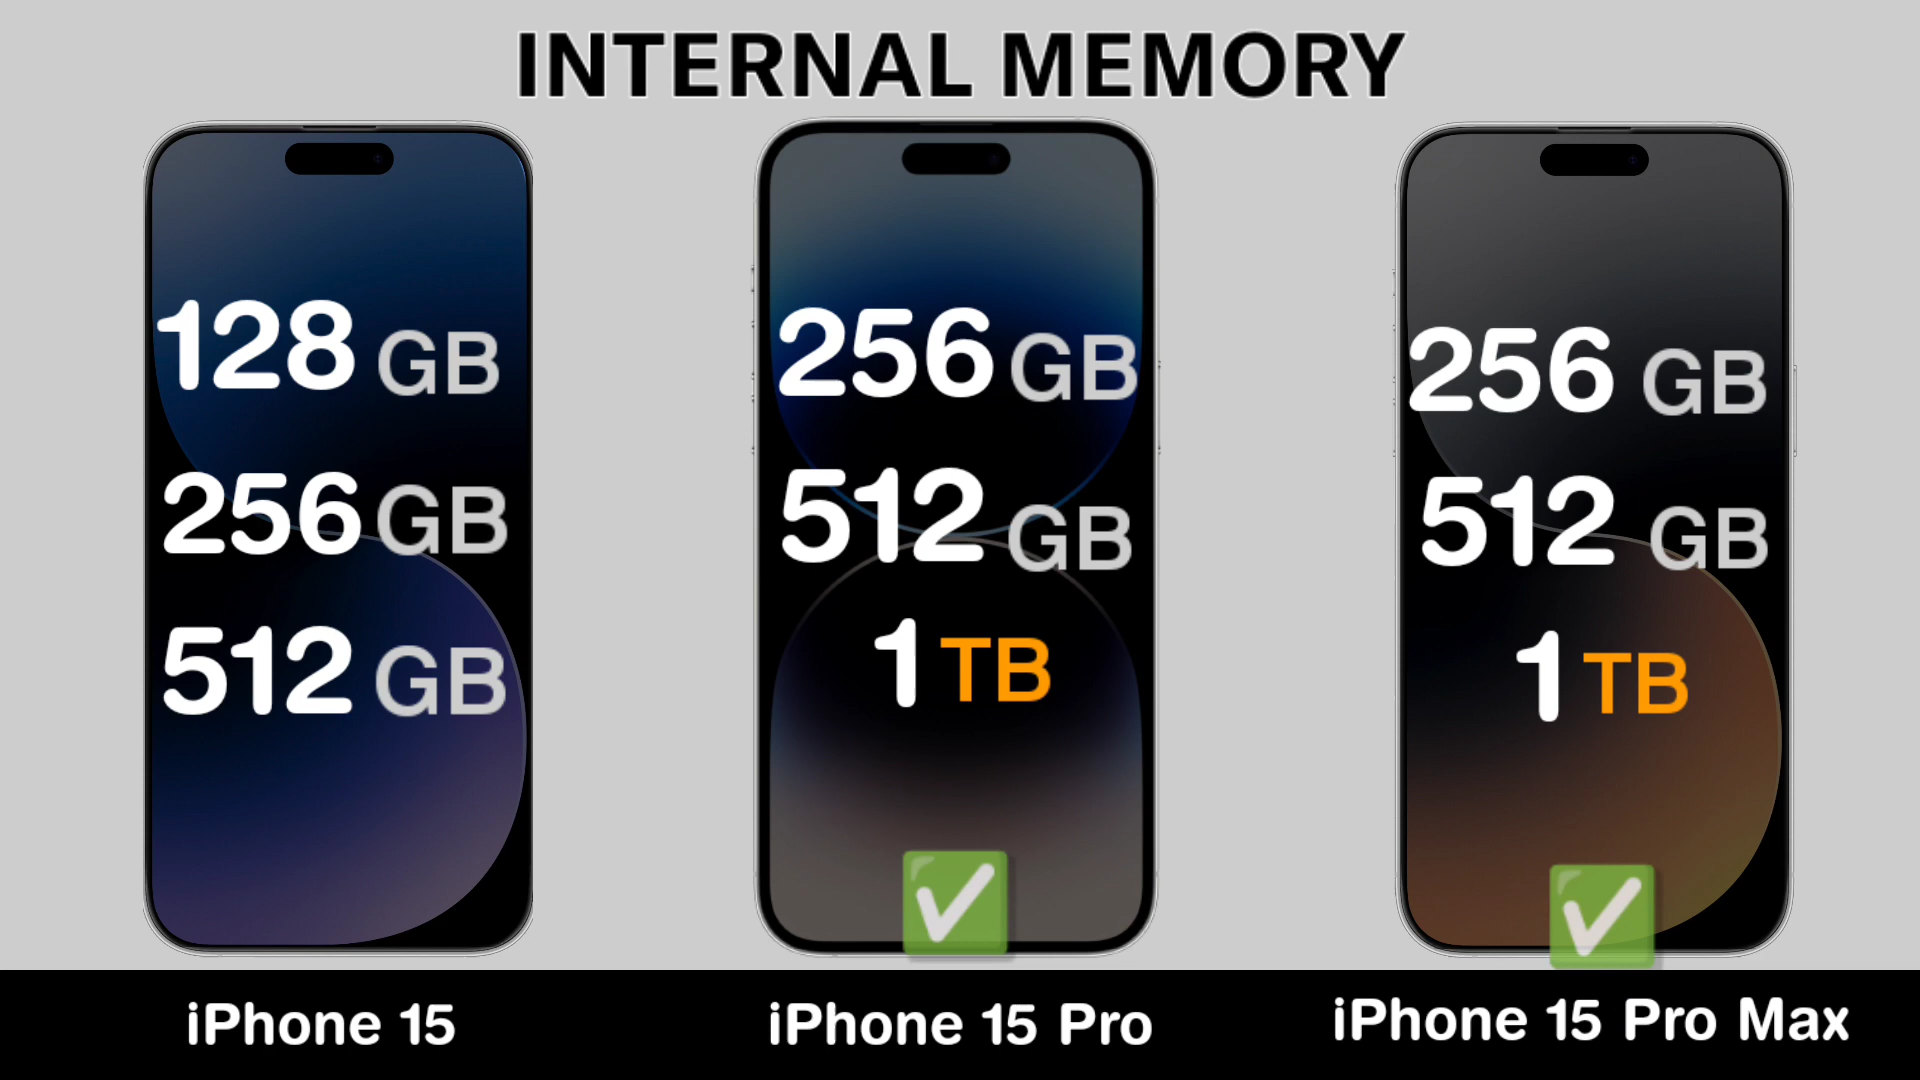 INTERNAL MEMORY
128 GB
256 GB
512 GB
256 GB
512 GB
1 TB
256 GB
512 GB
1 TB
iPhone 15
iPhone 15 Pro
iPhone 15 Pro Max